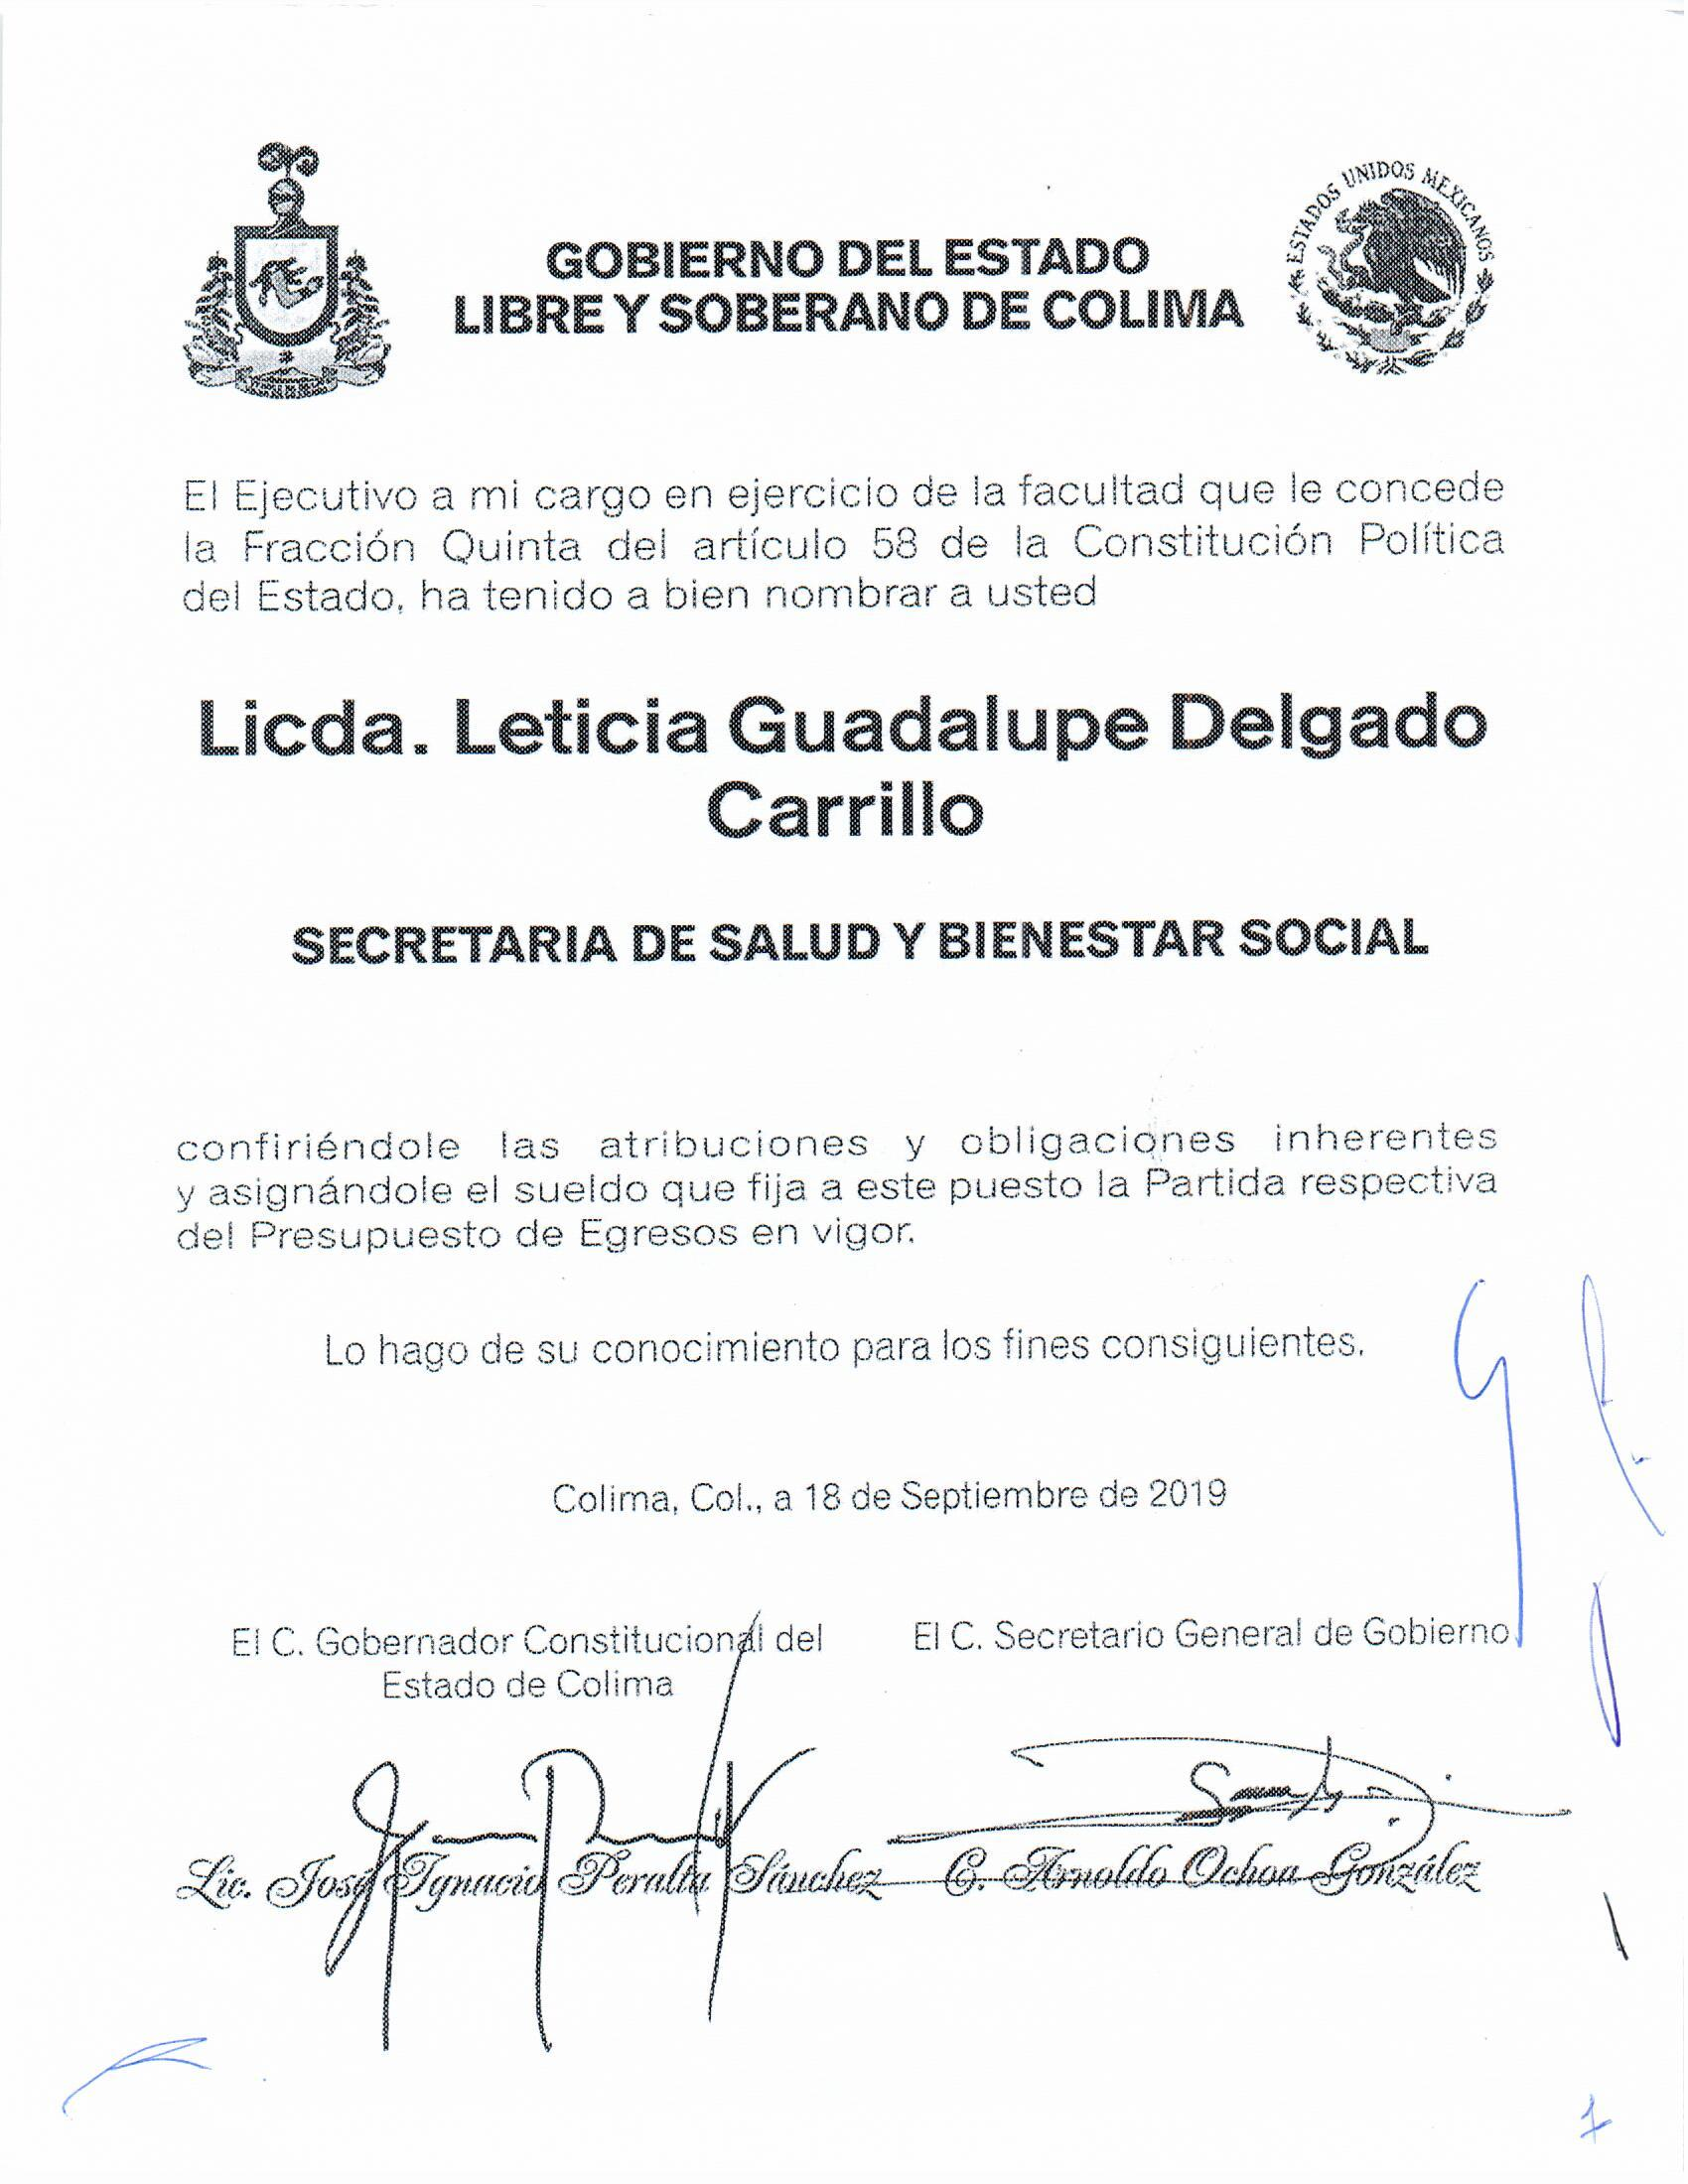 ESTADOS UNIDOS MEXICANOS
GOBIERNO DEL ESTADO
LIBRE Y SOBERANO DE COLIMA
El Ejecutivo a mi cargo en ejercicio de la facultad que le concede
la Fracción Quinta del artículo 58 de la Constitución Política
del Estado, ha tenido a bien nombrar a usted
Licda. Leticia Guadalupe Delgado
Carrillo
SECRETARIA DE SALUD Y BIENESTAR SOCIAL
confiriéndole las atribuciones y obligaciones inherentes
y asignándole el sueldo que fija a este puesto la Partida respectiva
del Presupuesto de Egresos en vigor.
Lo hago de su conocimiento para los fines consiguientes.
Colima, Col., a 18 de Septiembre de 2019
El C. Gobernador Constitucional del
Estado de Colima
El C. Secretario General de Gobierno
Lic. José Ignacio Peralta Sánchez
C. Arnoldo Ochoa González